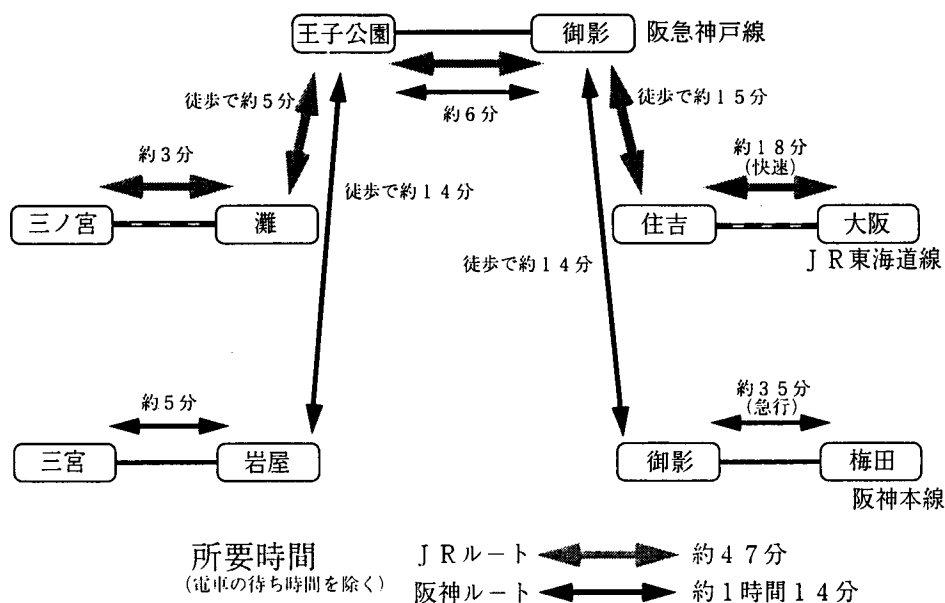 王子公園 御影 阪急神戸線
徒歩で約5分 約6分 徒歩で約15分
約3分 約18分
(快速)
三ノ宮 灘 徒歩で約14分 住吉 大阪
JR東海道線
徒歩で約14分
約5分 約35分
(急行)
三宮 岩屋 御影 梅田
阪神本線
所要時間 JRルート 約47分
(電車の待ち時間を除く) 阪神ルート 約1時間14分